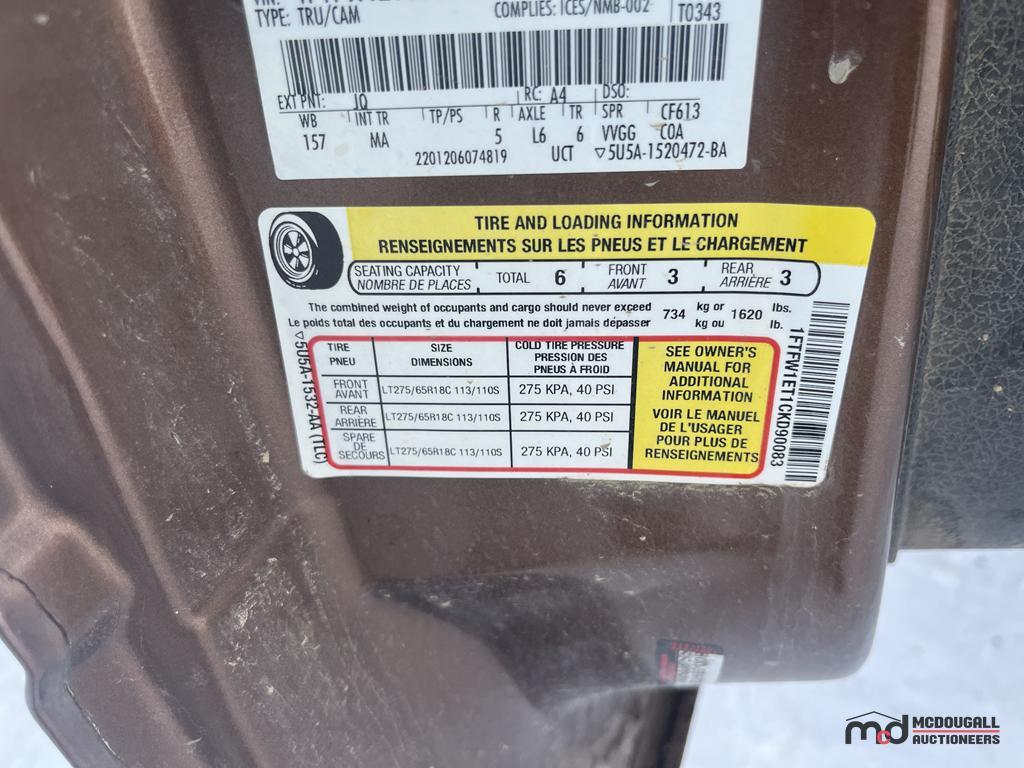 TYPE: TRU/CAM COMPLIES: ICES/NMB-002 T0343
EXT PNT: JQ RC: A4 DSO:
WB INT TR TP/PS R AXLE TR SPR CF613
157 MA 5 L6 6 VVGG COA
2201206074819 UCT ▽5U5A-1520472-BA
TIRE AND LOADING INFORMATION
RENSEIGNEMENTS SUR LES PNEUS ET LE CHARGEMENT
SEATING CAPACITY TOTAL 6 FRONT 3 REAR 3
NOMBRE DE PLACES AVANT ARRIÈRE
The combined weight of occupants and cargo should never exceed 734 kg or 1620 lbs.
Le poids total des occupants et du chargement ne doit jamais dépasser kg ou lb.
TIRE SIZE COLD TIRE PRESSURE
PNEU DIMENSIONS PRESSION DES
PNEUS À FROID
FRONT
AVANT LT275/65R18C 113/110S 275 KPA, 40 PSI
REAR
ARRIÈRE LT275/65R18C 113/110S 275 KPA, 40 PSI
SPARE
DE
SECOURS LT275/65R18C 113/110S 275 KPA, 40 PSI
SEE OWNER'S
MANUAL FOR
ADDITIONAL
INFORMATION
VOIR LE MANUEL
DE L'USAGER
POUR PLUS DE
RENSEIGNEMENTS
▽5U5A-1532-AA (TLC)
1FTFW1ET1CKD90083
mcd MCDOUGALL
AUCTIONEERS